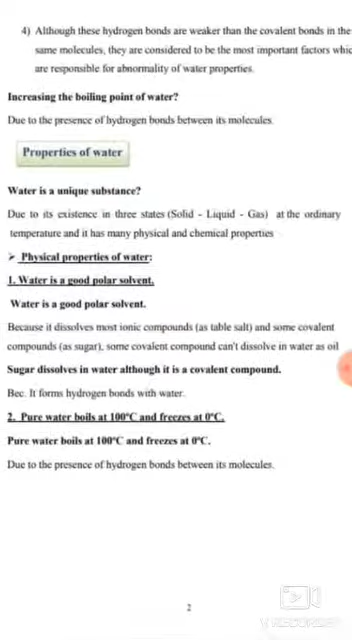 4) Although these hydrogen bonds are weaker than the covalent bonds in the
same molecules, they are considered to be the most important factors whic
are responsible for abnormality of water properties.
Increasing the boiling point of water?
Due to the presence of hydrogen bonds between its molecules.
Properties of water
Water is a unique substance?
Due to its existence in three states (Solid - Liquid - Gas) at the ordinary
temperature and it has many physical and chemical properties
➤ Physical properties of water:
1. Water is a good polar solvent.
Water is a good polar solvent.
Because it dissolves most ionic compounds (as table salt) and some covalent
compounds (as sugar), some covalent compound can't dissolve in water as oil
Sugar dissolves in water although it is a covalent compound.
Bec. It forms hydrogen bonds with water.
2. Pure water boils at 100ºC and freezes at 0ºC.
Pure water boils at 100ºC and freezes at 0ºC.
Due to the presence of hydrogen bonds between its molecules.
2
V RECORDER